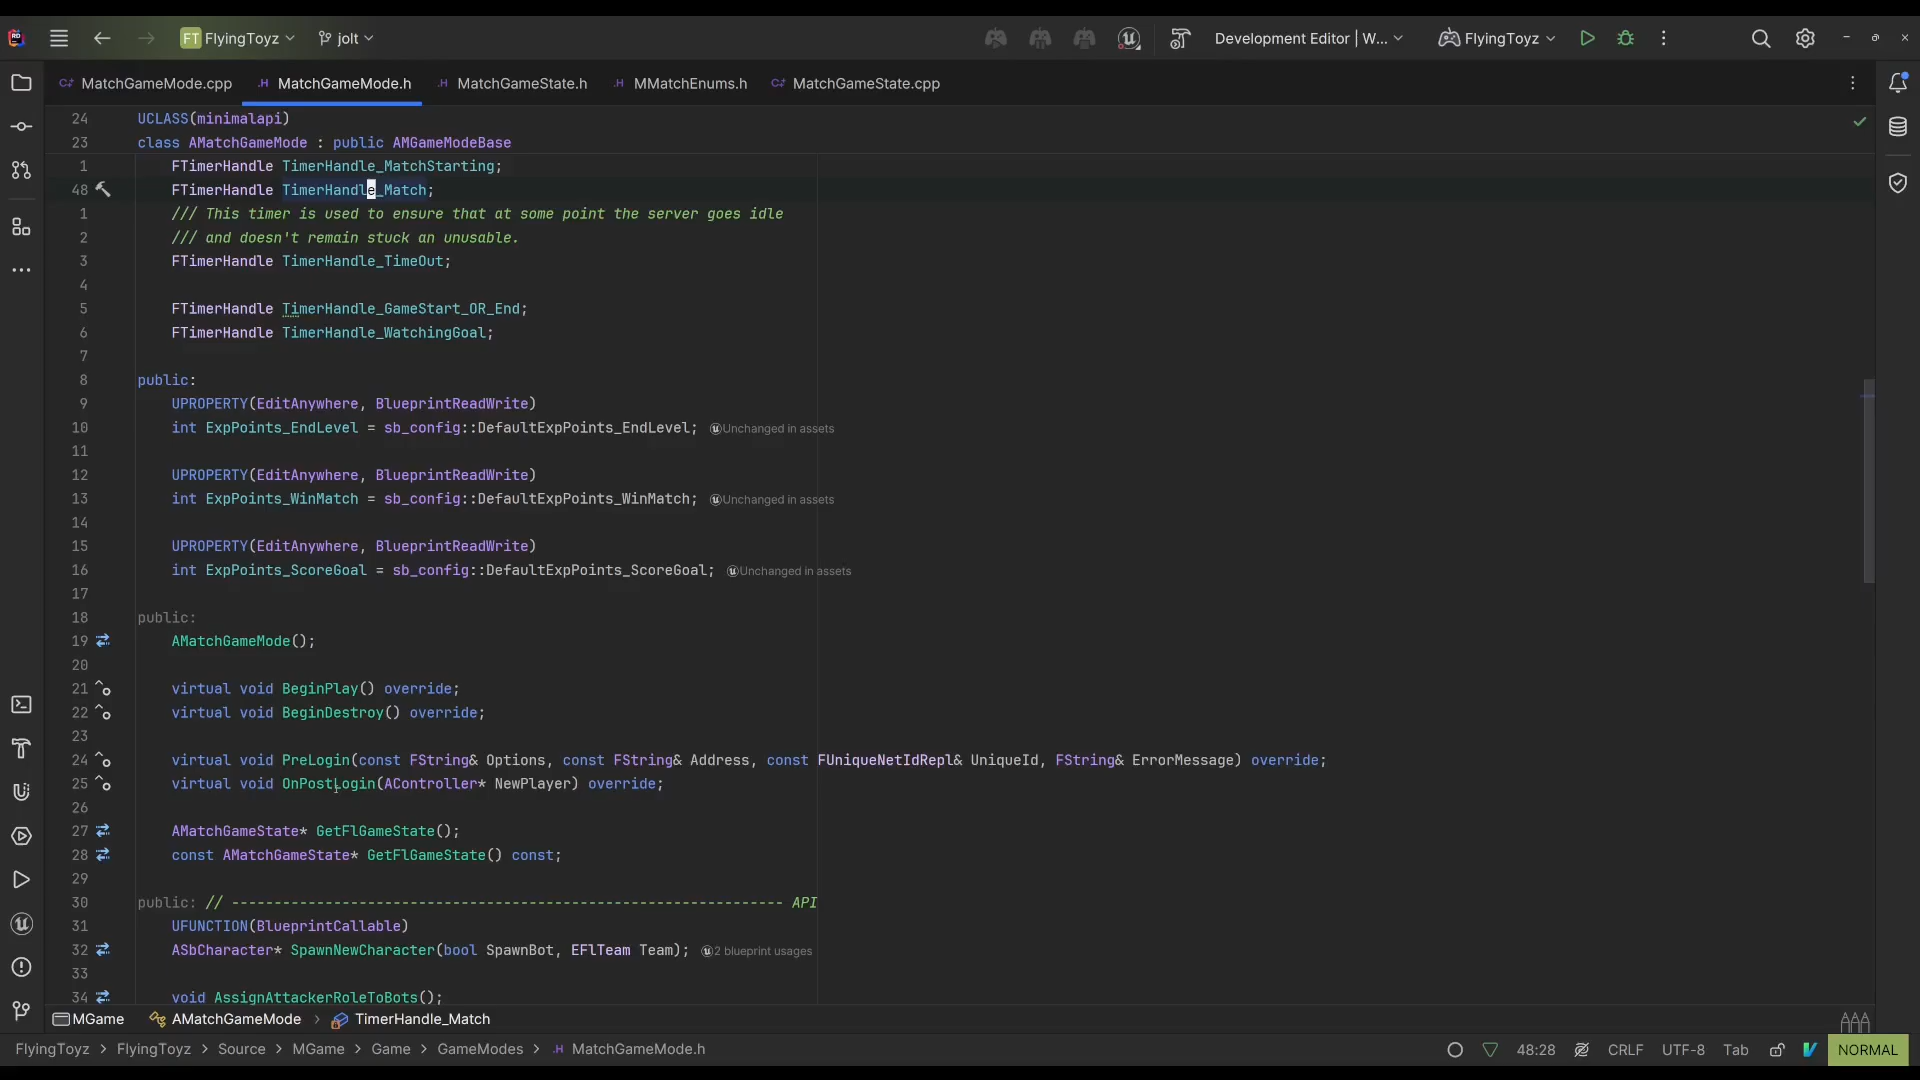 FT FlyingToyz
jolt
Development Editor | W...
FlyingToyz
MatchGameMode.cpp
MatchGameMode.h
MatchGameState.h
MMatchEnums.h
MatchGameState.cpp
24 UCLASS(minimalapi)
23 class AMatchGameMode : public AMGameModeBase
1 FTimerHandle TimerHandle_MatchStarting;
48 FTimerHandle TimerHandle_Match;
1 /// This timer is used to ensure that at some point the server goes idle
2 /// and doesn't remain stuck an unusable.
3 FTimerHandle TimerHandle_TimeOut;
4
5 FTimerHandle TimerHandle_GameStart_OR_End;
6 FTimerHandle TimerHandle_WatchingGoal;
7
8 public:
9 UPROPERTY(EditAnywhere, BlueprintReadWrite)
10 int ExpPoints_EndLevel = sb_config::DefaultExpPoints_EndLevel; Unchanged in assets
11
12 UPROPERTY(EditAnywhere, BlueprintReadWrite)
13 int ExpPoints_WinMatch = sb_config::DefaultExpPoints_WinMatch; Unchanged in assets
14
15 UPROPERTY(EditAnywhere, BlueprintReadWrite)
16 int ExpPoints_ScoreGoal = sb_config::DefaultExpPoints_ScoreGoal; Unchanged in assets
17
18 public:
19 AMatchGameMode();
20
21 virtual void BeginPlay() override;
22 virtual void BeginDestroy() override;
23
24 virtual void PreLogin(const FString& Options, const FString& Address, const FUniqueNetIdRepl& UniqueId, FString& ErrorMessage) override;
25 virtual void OnPostLogin(AController* NewPlayer) override;
26
27 AMatchGameState* GetFlGameState();
28 const AMatchGameState* GetFlGameState() const;
29
30 public: // ----------------------------------------------------------------- API
31 UFUNCTION(BlueprintCallable)
32 ASbCharacter* SpawnNewCharacter(bool SpawnBot, EFlTeam Team); 2 blueprint usages
33
34 void AssignAttackerRoleToBots();
MGame AMatchGameMode > TimerHandle_Match
FlyingToyz > FlyingToyz > Source > MGame > Game > GameModes > MatchGameMode.h
48:28 CRLF UTF-8 Tab NORMAL